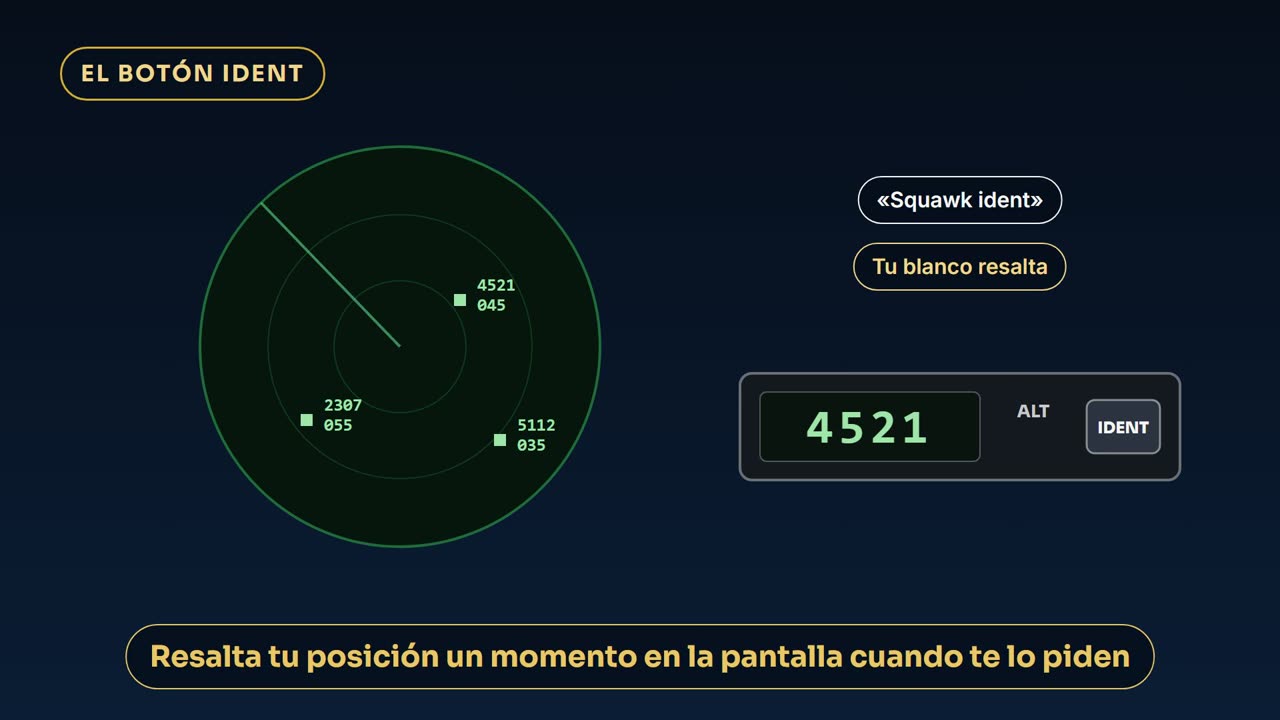 EL BOTÓN IDENT
4521
045
2307
055
5112
035
«Squawk ident»
Tu blanco resalta
4521
ALT
IDENT
Resalta tu posición un momento en la pantalla cuando te lo piden